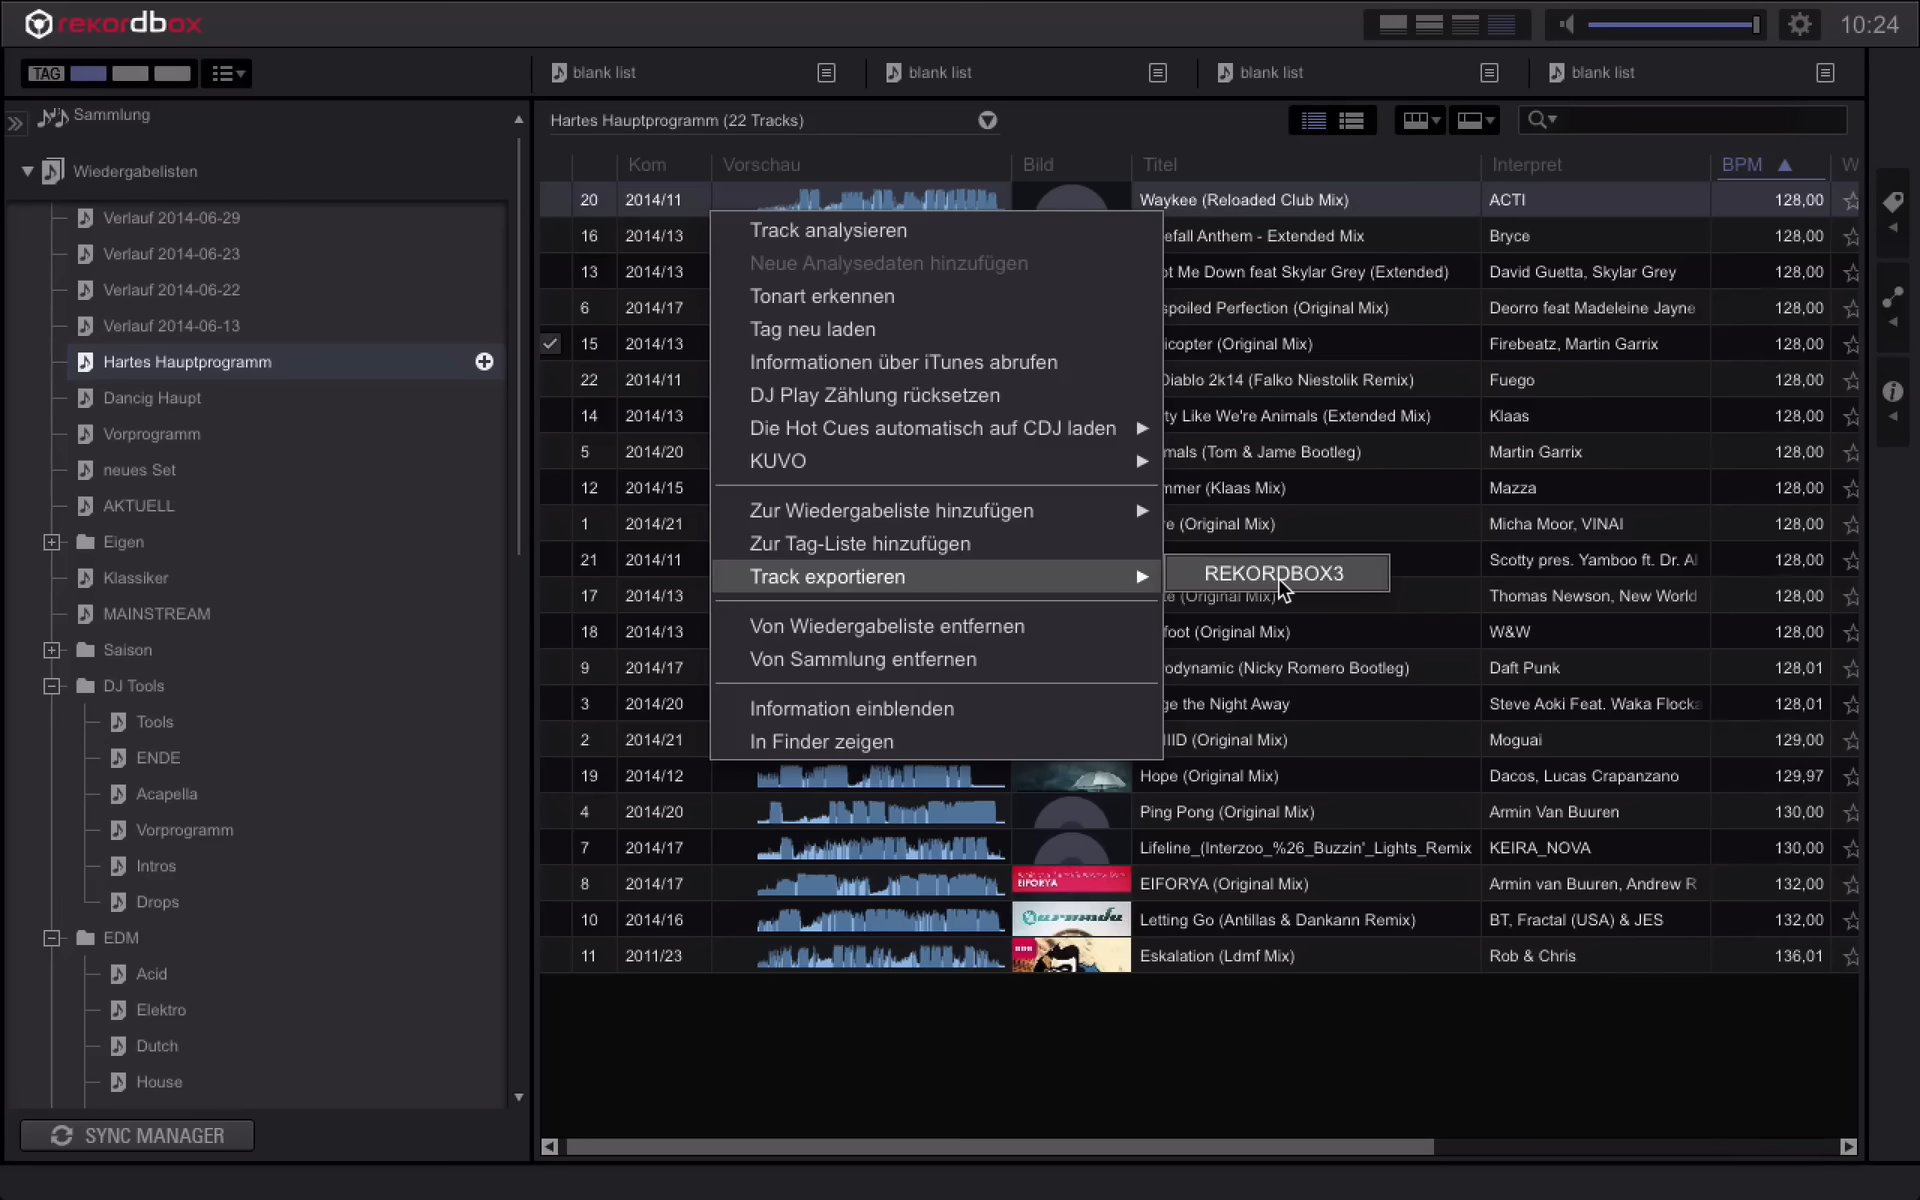 rekordbox
10:24
TAG
blank list
blank list
blank list
blank list
Sammlung
Wiedergabelisten
Verlauf 2014-06-29
Verlauf 2014-06-23
Verlauf 2014-06-22
Verlauf 2014-06-13
Hartes Hauptprogramm
Dancig Haupt
Vorprogramm
neues Set
AKTUELL
Eigen
Klassiker
MAINSTREAM
Saison
DJ Tools
Tools
ENDE
Acapella
Vorprogramm
Intros
Drops
EDM
Acid
Elektro
Dutch
House
SYNC MANAGER
Hartes Hauptprogramm (22 Tracks)
Kom Vorschau Bild Titel Interpret BPM W
20 2014/11 Waykee (Reloaded Club Mix) ACTI 128,00
16 2014/13 efall Anthem - Extended Mix Bryce 128,00
13 2014/13 ot Me Down feat Skylar Grey (Extended) David Guetta, Skylar Grey 128,00
6 2014/17 spoiled Perfection (Original Mix) Deorro feat Madeleine Jayne 128,00
15 2014/13 icopter (Original Mix) Firebeatz, Martin Garrix 128,00
22 2014/11 Diablo 2k14 (Falko Niestolik Remix) Fuego 128,00
14 2014/13 ty Like We're Animals (Extended Mix) Klaas 128,00
5 2014/20 mals (Tom & Jame Bootleg) Martin Garrix 128,00
12 2014/15 mmer (Klaas Mix) Mazza 128,00
1 2014/21 e (Original Mix) Micha Moor, VINAI 128,00
21 2014/11 Scotty pres. Yamboo ft. Dr. Al 128,00
17 2014/13 te (Original Mix) Thomas Newson, New World 128,00
18 2014/13 foot (Original Mix) W&W 128,00
9 2014/17 odynamic (Nicky Romero Bootleg) Daft Punk 128,01
3 2014/20 ge the Night Away Steve Aoki Feat. Waka Flocka 128,01
2 2014/21 IIID (Original Mix) Moguai 129,00
19 2014/12 Hope (Original Mix) Dacos, Lucas Crapanzano 129,97
4 2014/20 Ping Pong (Original Mix) Armin Van Buuren 130,00
7 2014/17 Lifeline_(Interzoo_%26_Buzzin'_Lights_Remix KEIRA_NOVA 130,00
8 2014/17 EIFORYA EIFORYA (Original Mix) Armin van Buuren, Andrew R 132,00
10 2014/16 armada Letting Go (Antillas & Dankann Remix) BT, Fractal (USA) & JES 132,00
11 2011/23 Eskalation (Ldmf Mix) Rob & Chris 136,01
Track analysieren
Neue Analysedaten hinzufügen
Tonart erkennen
Tag neu laden
Informationen über iTunes abrufen
DJ Play Zählung rücksetzen
Die Hot Cues automatisch auf CDJ laden
KUVO
Zur Wiedergabeliste hinzufügen
Zur Tag-Liste hinzufügen
Track exportieren
REKORDBOX3
Von Wiedergabeliste entfernen
Von Sammlung entfernen
Information einblenden
In Finder zeigen